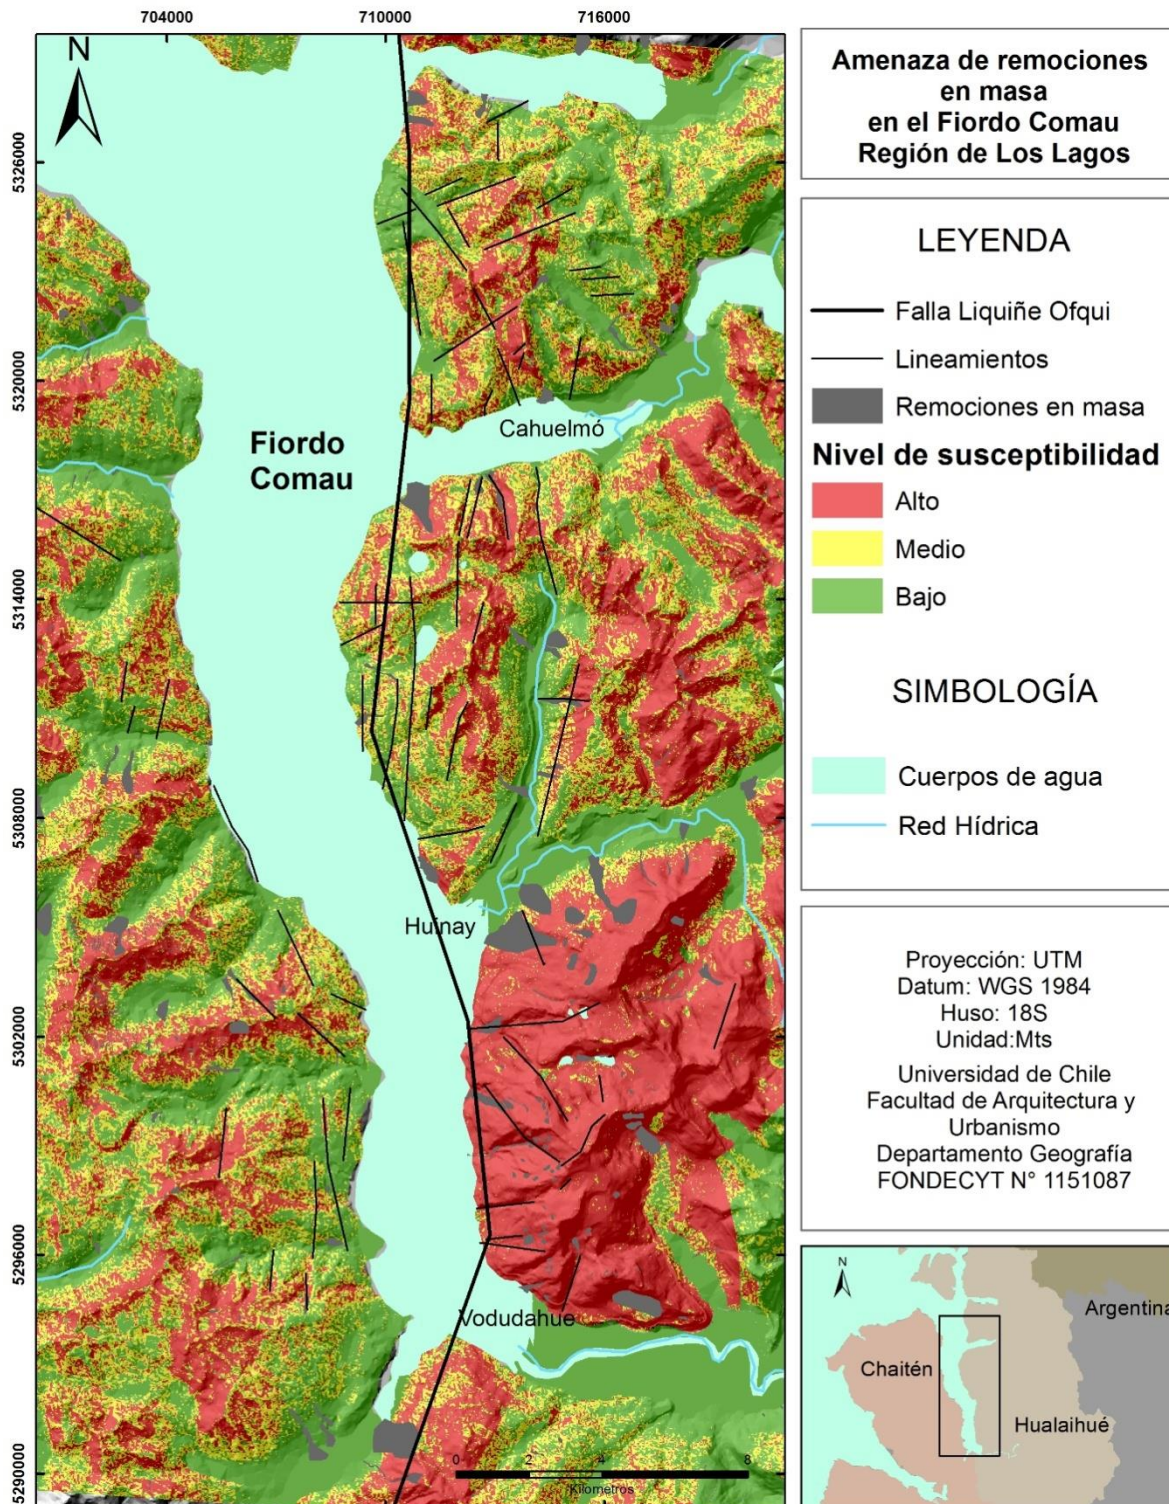 704000
710000
716000
N
5326000
5320000
5314000
5308000
5302000
5296000
5290000
Cahuelmó
Fiordo
Comau
Huinay
Vodudahue
0
2
4
8
Kilometros
Amenaza de remociones
en masa
en el Fiordo Comau
Región de Los Lagos
LEYENDA
Falla Liquiñe Ofqui
Lineamientos
Remociones en masa
Nivel de susceptibilidad
Alto
Medio
Bajo
SIMBOLOGÍA
Cuerpos de agua
Red Hídrica
Proyección: UTM
Datum: WGS 1984
Huso: 18S
Unidad:Mts
Universidad de Chile
Facultad de Arquitectura y
Urbanismo
Departamento Geografía
FONDECYT N° 1151087
N
Argentina
Chaitén
Hualaihué